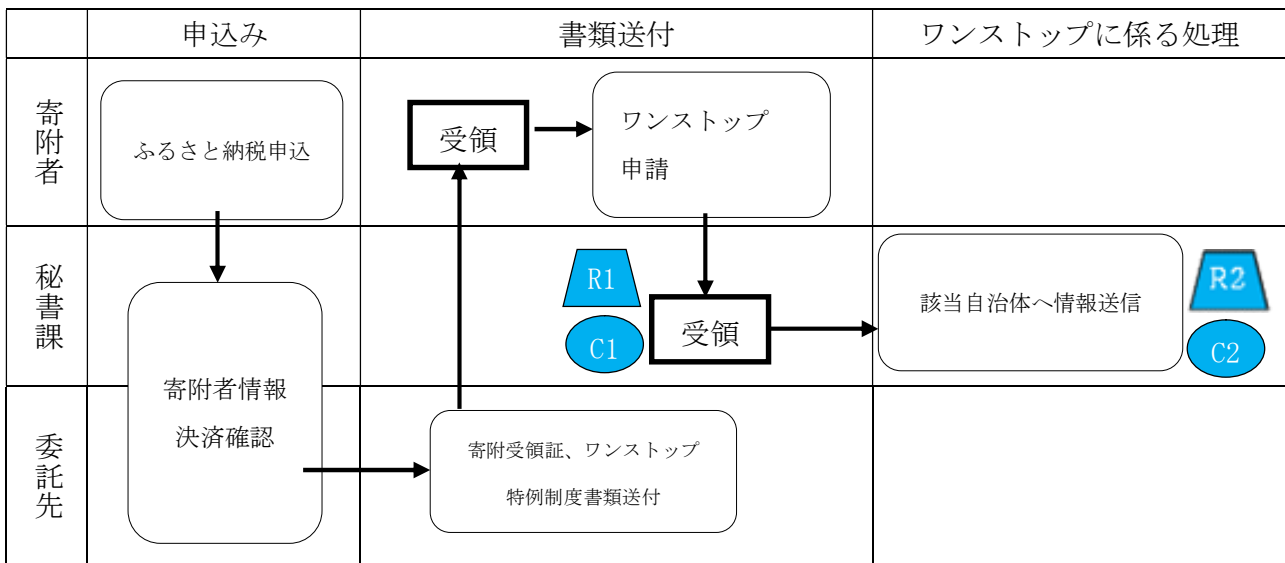 申込み
書類送付
ワンストップに係る処理
寄附者
ふるさと納税申込
受領
ワンストップ
申請
秘書課
R1
C1
受領
該当自治体へ情報送信
R2
C2
寄附者情報
決済確認
委託先
寄附受領証、ワンストップ
特例制度書類送付